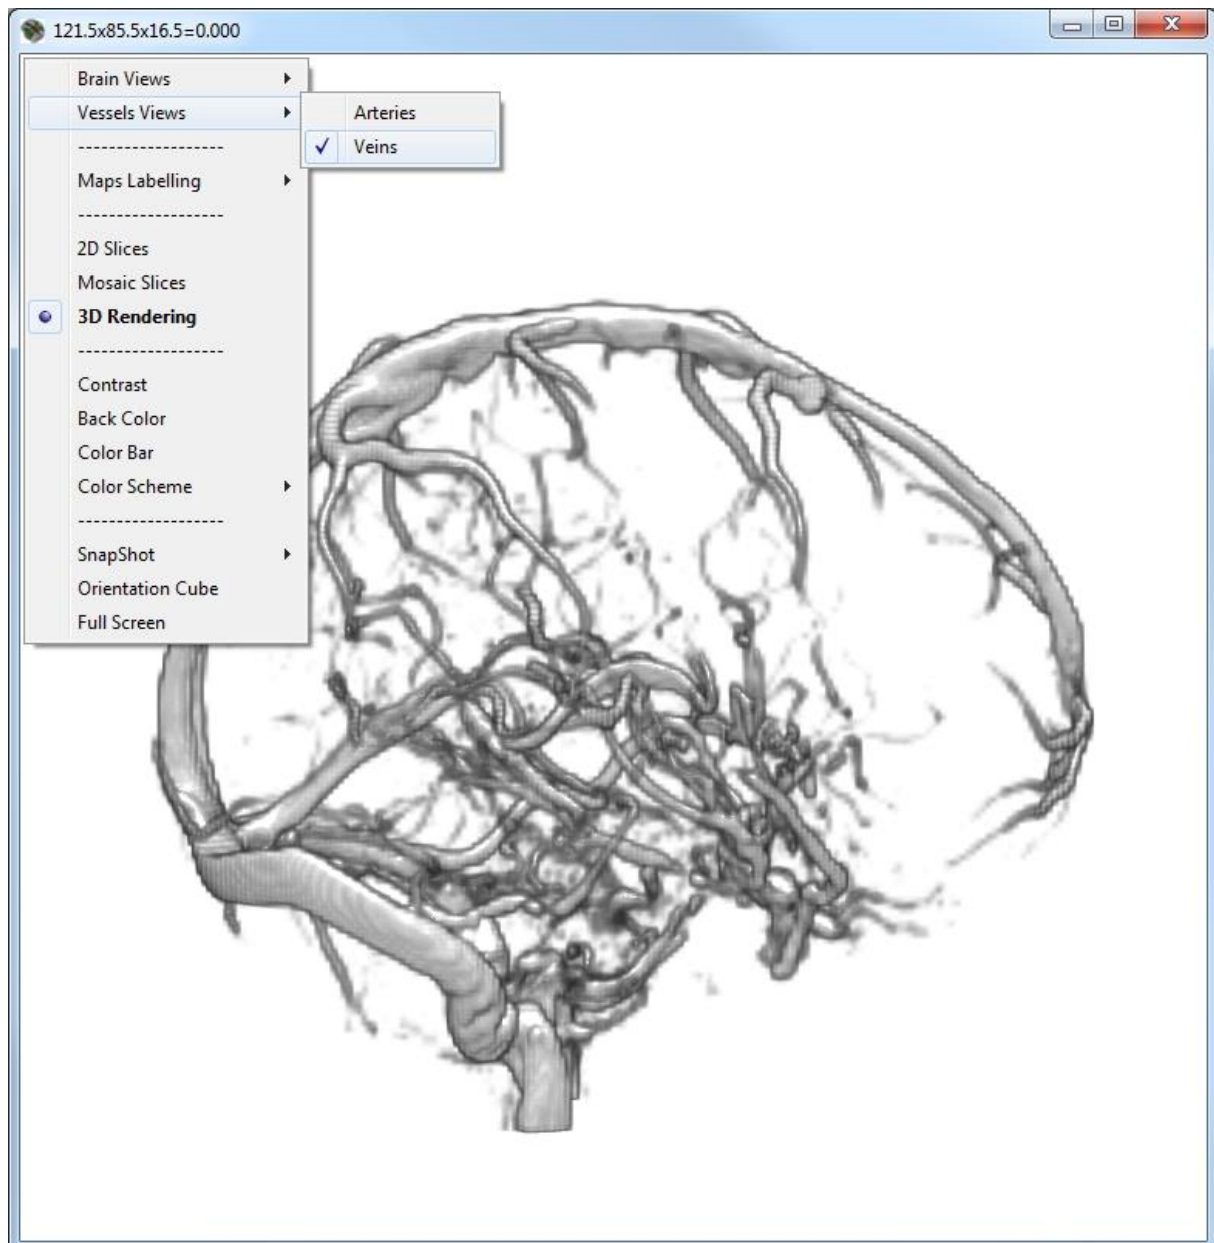 121.5x85.5x16.5=0.000
Brain Views
Vessels Views
Arteries
Veins
-------------------
Maps Labelling
-------------------
2D Slices
Mosaic Slices
3D Rendering
-------------------
Contrast
Back Color
Color Bar
Color Scheme
-------------------
SnapShot
Orientation Cube
Full Screen